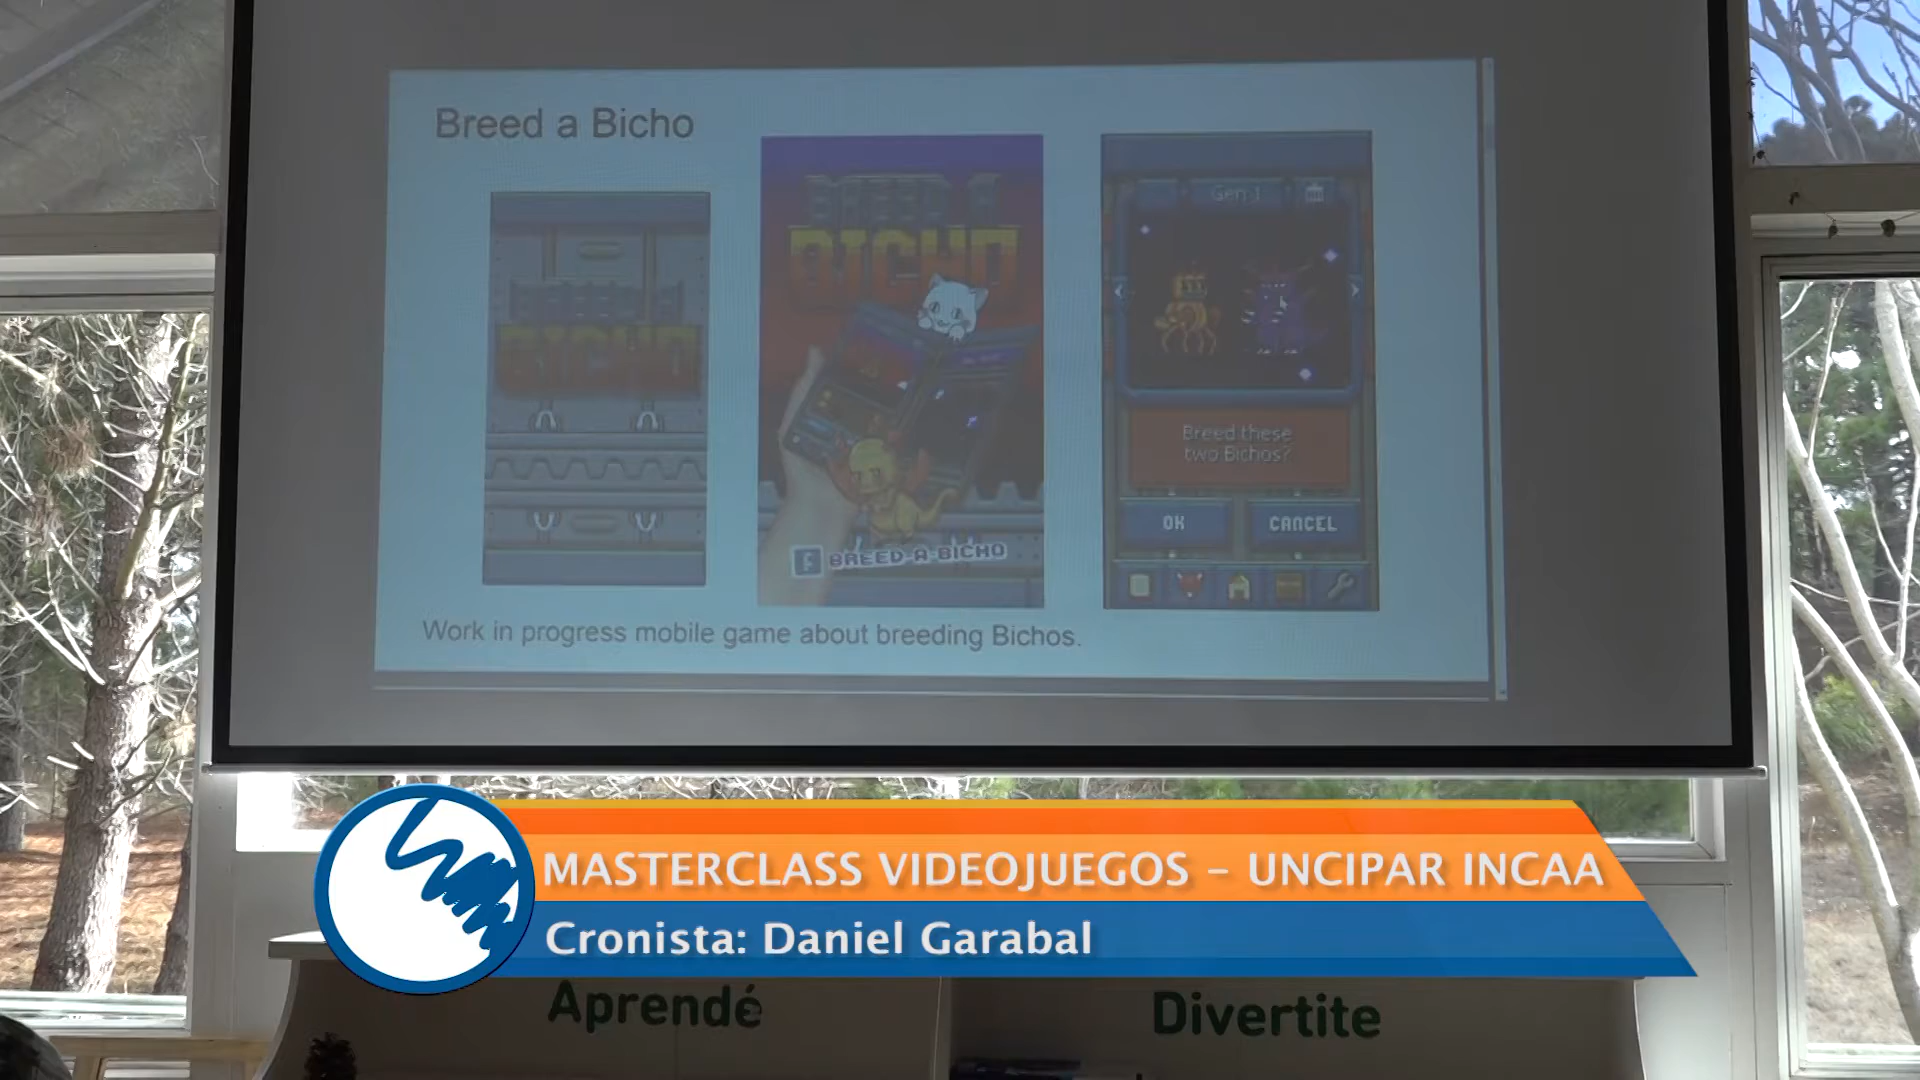 Breed a Bicho
BICHO
BICHO
BREED-A-BICHO
Gen 1
Breed these
two Bichos?
OK
CANCEL
Work in progress mobile game about breeding Bichos.
MASTERCLASS VIDEOJUEGOS – UNCIPAR INCAA
Cronista: Daniel Garabal
Aprendé
Divertite